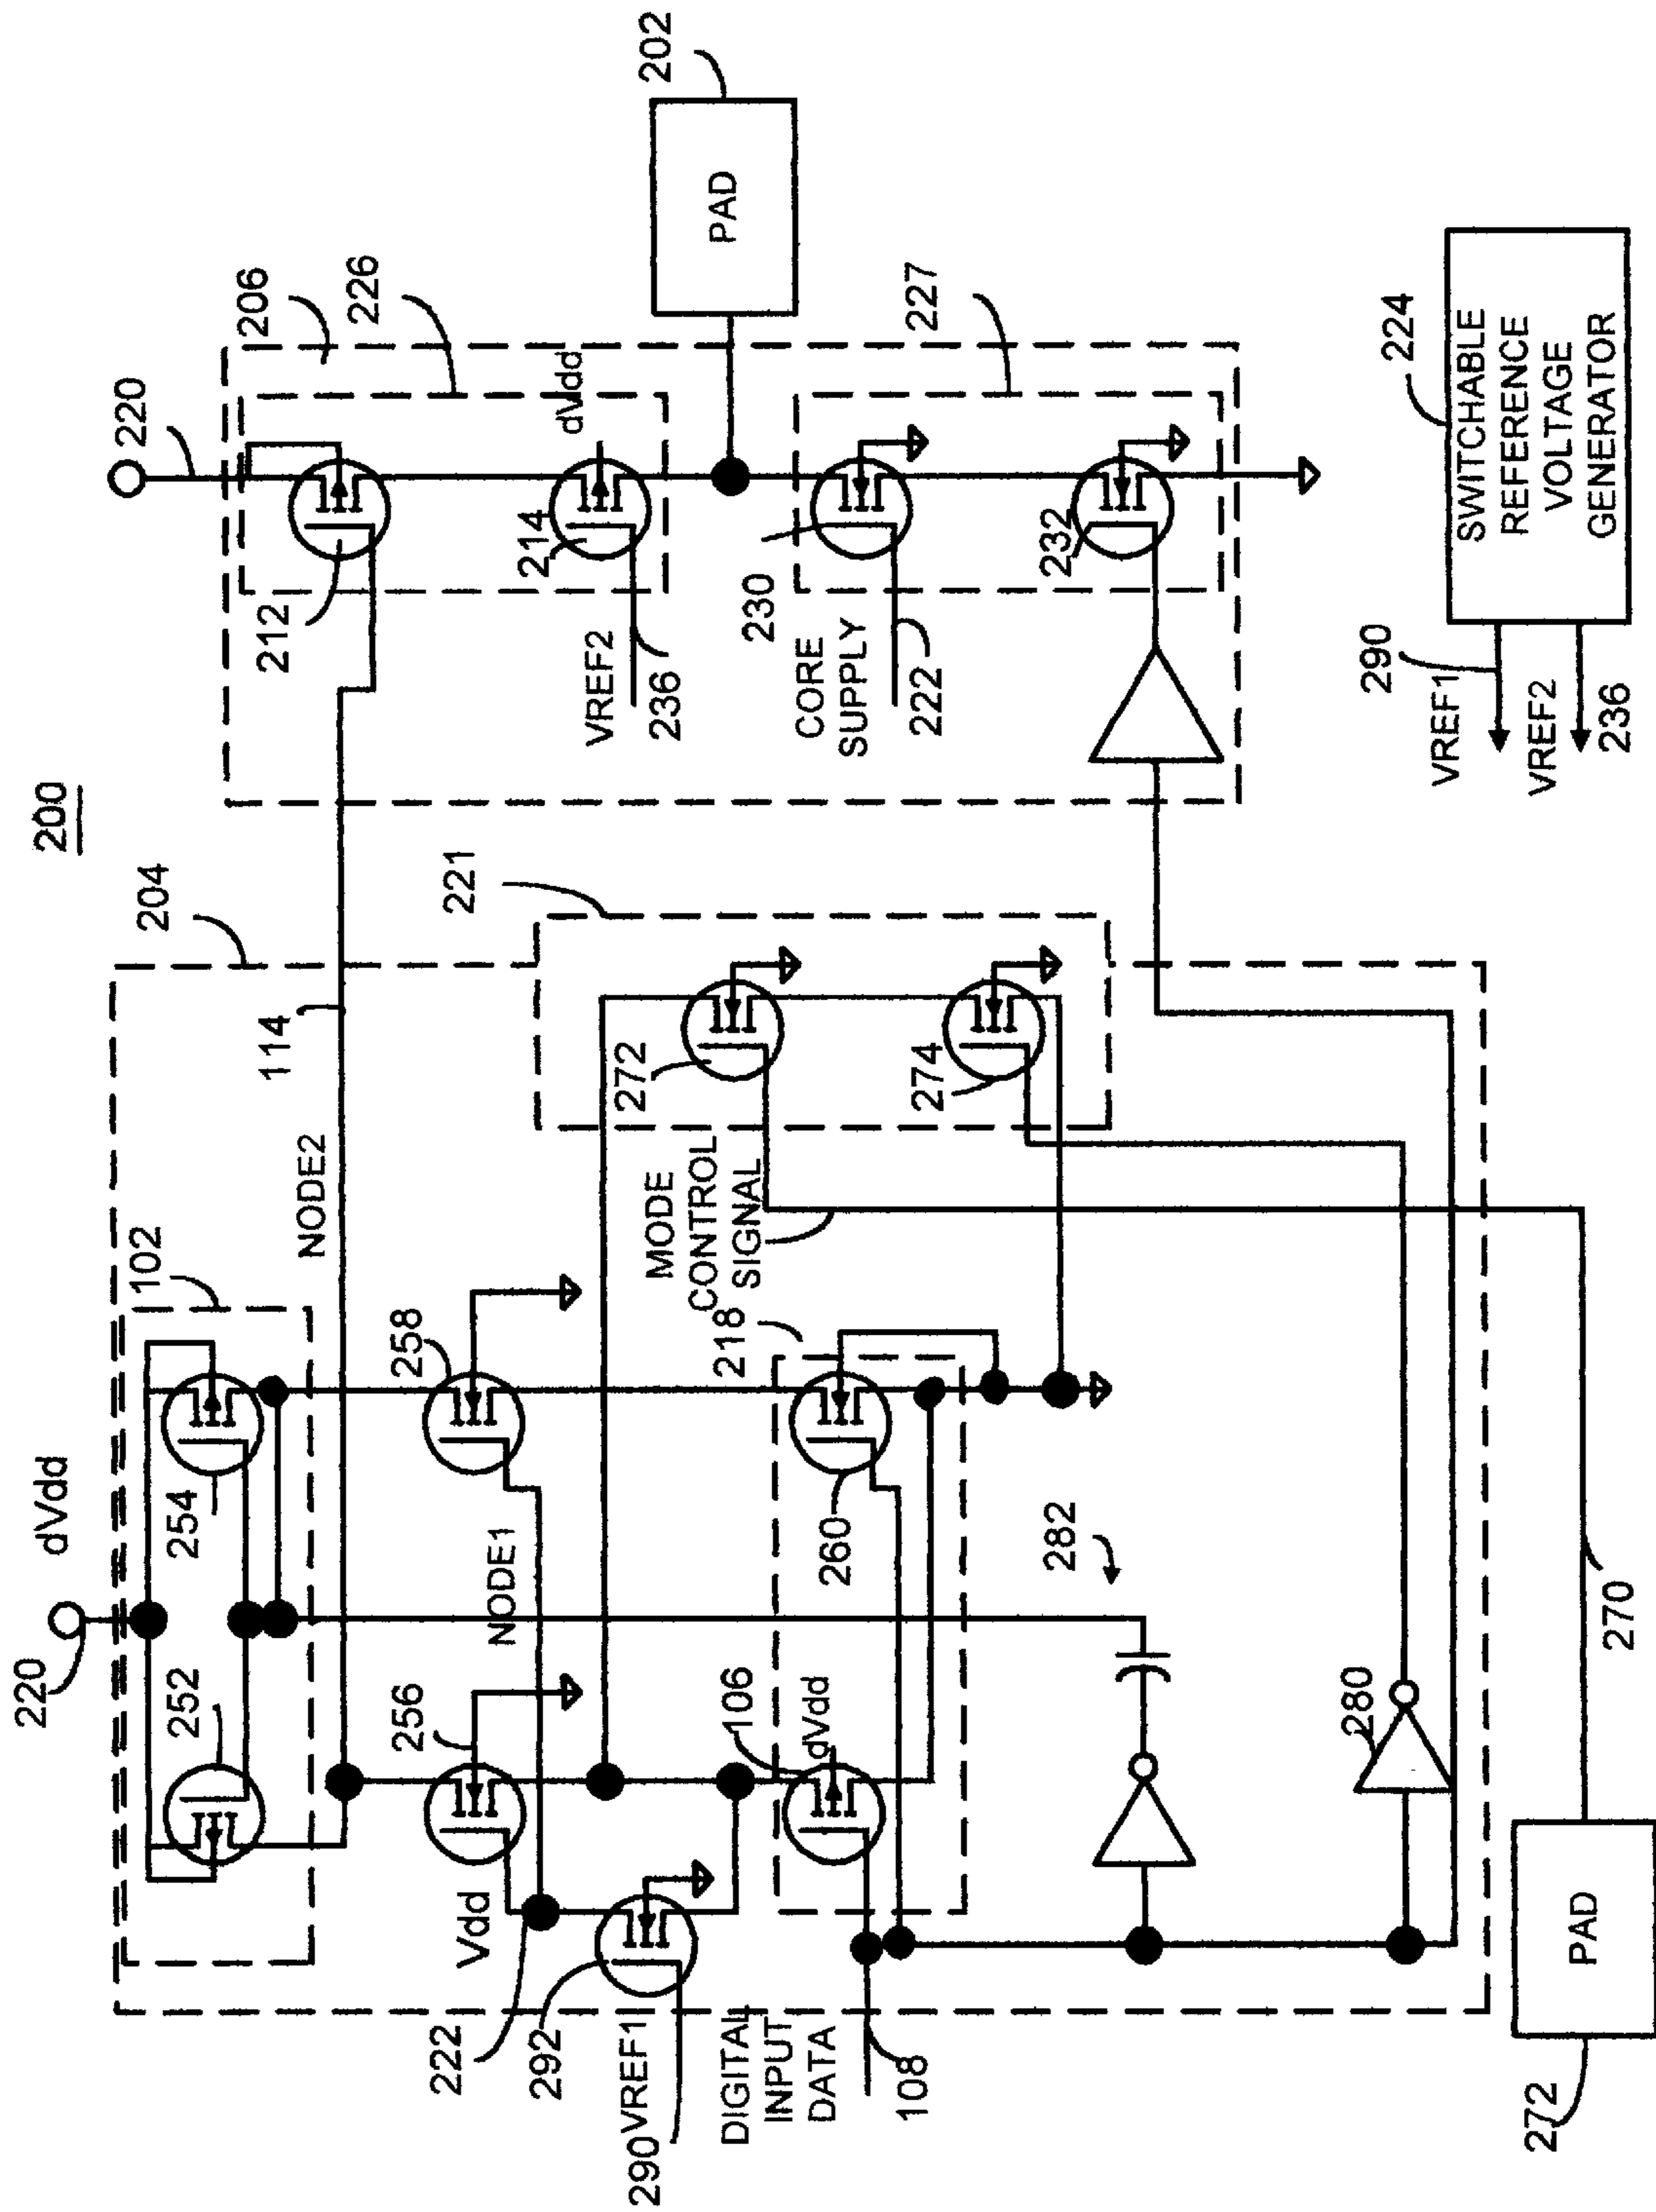 200
dVdd
220
204
102
252
254
NODE2
114
256
258
Vdd
222
NODE1
292
290
VREF1
221
272
274
MODE
CONTROL
SIGNAL
218
106
dVdd
260
DIGITAL
INPUT
DATA
108
282
280
270
PAD
272
220
206
226
212
214
dVdd
VREF2
236
202
PAD
227
230
CORE
SUPPLY
222
232
224
SWITCHABLE
REFERENCE
VOLTAGE
GENERATOR
290
VREF1
VREF2
236